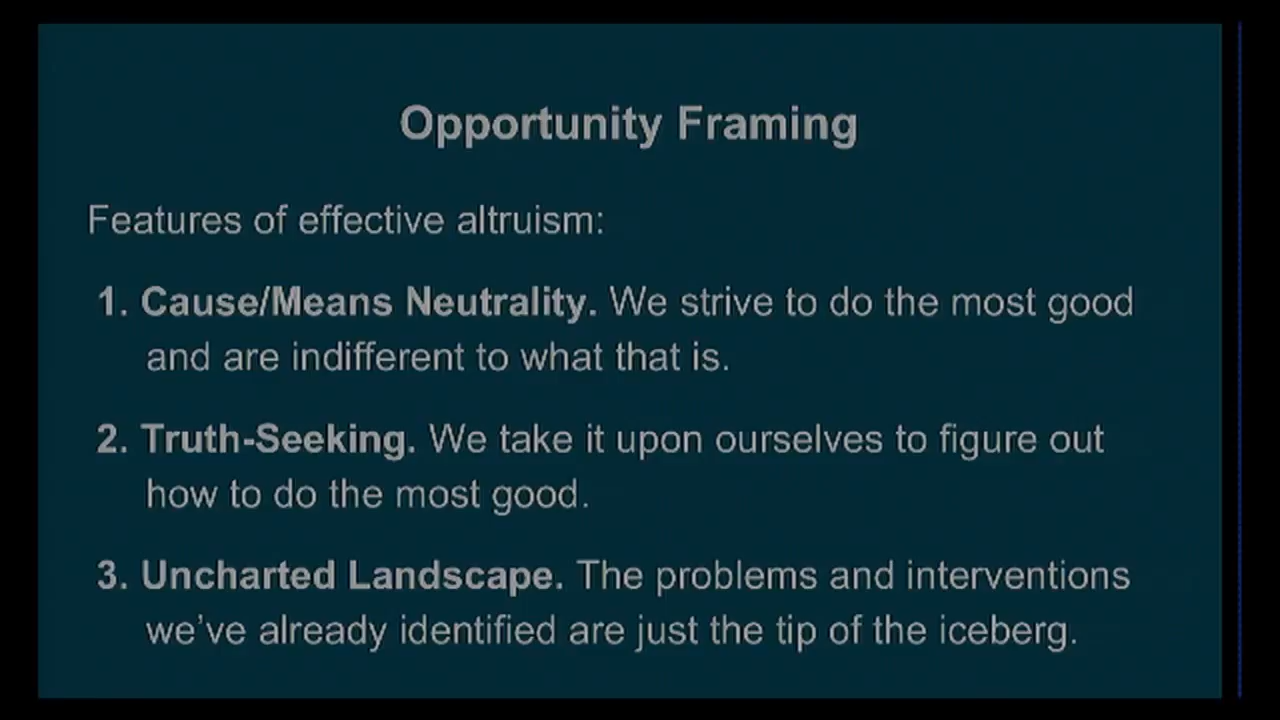 Opportunity Framing
Features of effective altruism:
1. Cause/Means Neutrality. We strive to do the most good
and are indifferent to what that is.
2. Truth-Seeking. We take it upon ourselves to figure out
how to do the most good.
3. Uncharted Landscape. The problems and interventions
we’ve already identified are just the tip of the iceberg.